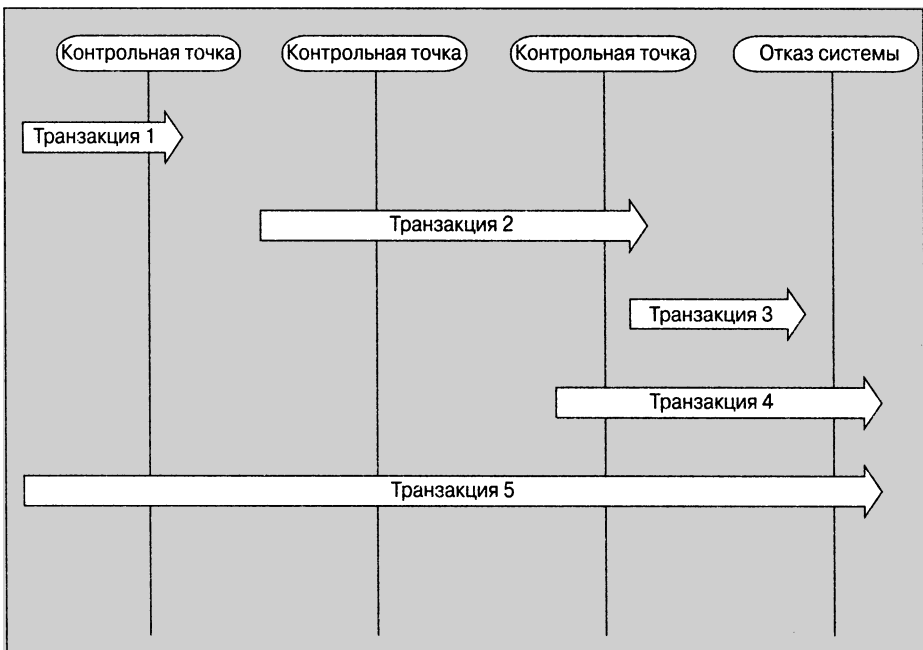 Контрольная точка
Контрольная точка
Контрольная точка
Отказ системы
Транзакция 1
Транзакция 2
Транзакция 3
Транзакция 4
Транзакция 5